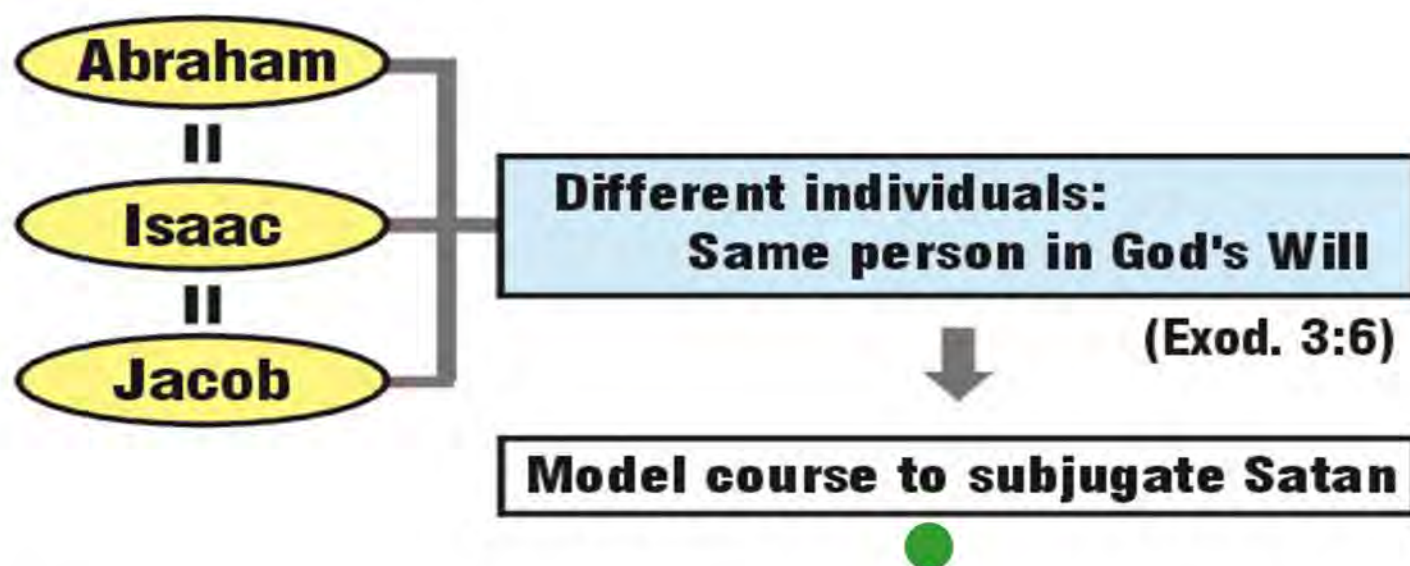 Abraham
Isaac
Jacob
Different individuals:
Same person in God's Will
(Exod. 3:6)
Model course to subjugate Satan